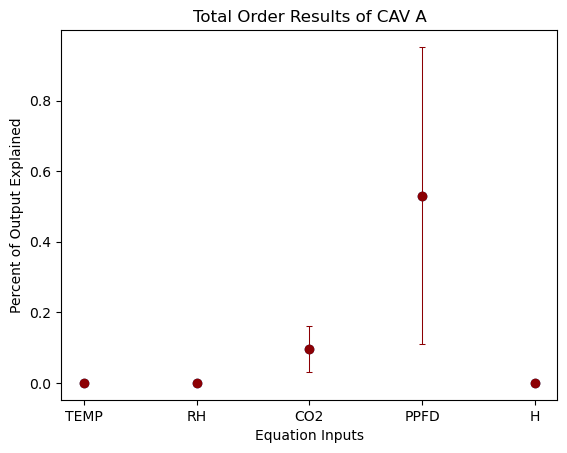 Total Order Results of CAV A
Percent of Output Explained
0.8
0.6
0.4
0.2
0.0
TEMP RH CO2 PPFD H
Equation Inputs